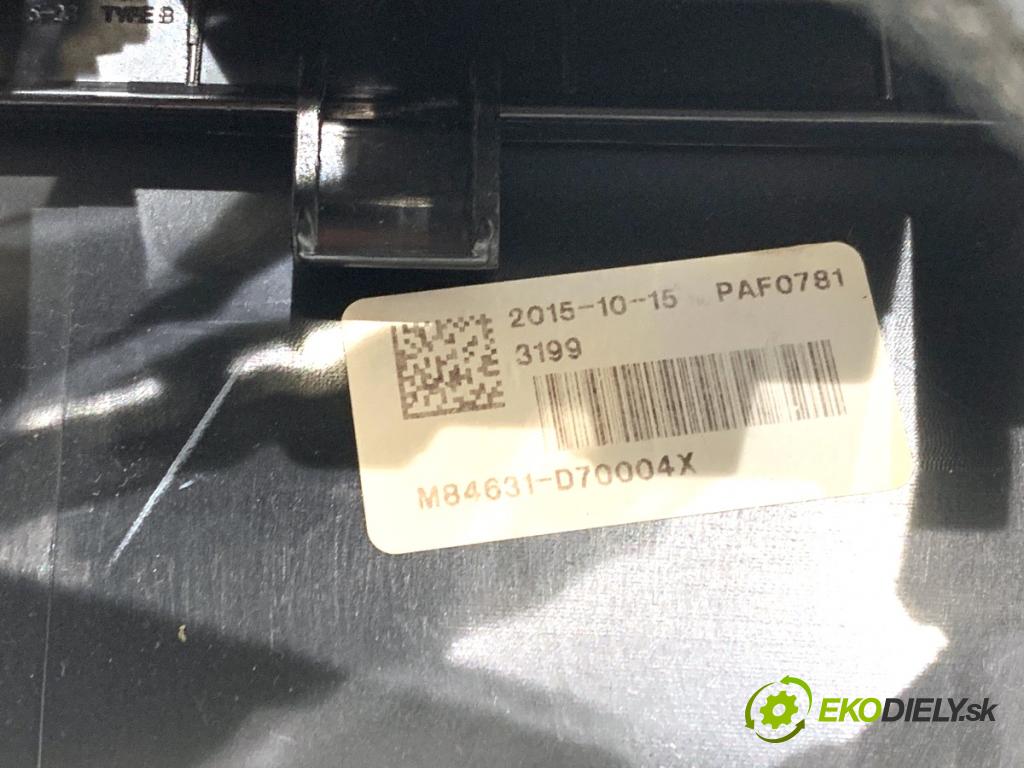 TYPE B
2015-10-15 PAF0781
3199
M84631-D70004X
EKODIELY.sk